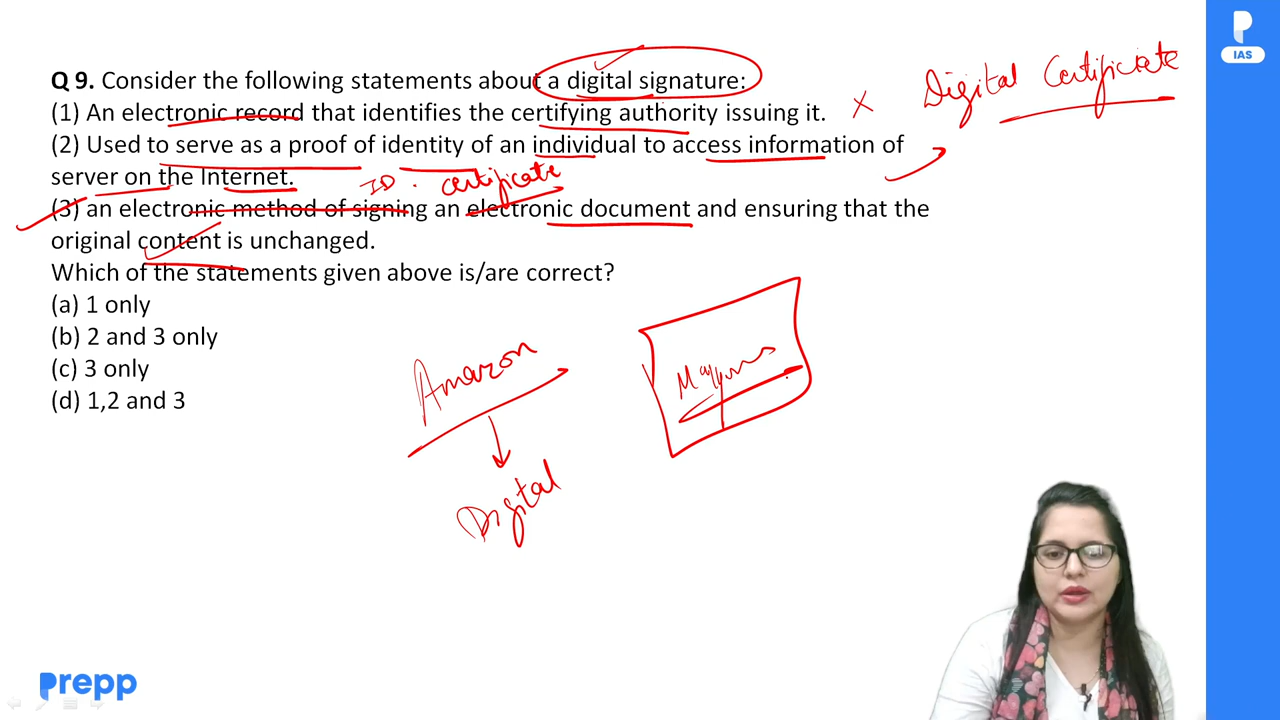 IAS
Digital Certificate
Q 9. Consider the following statements about a digital signature:
(1) An electronic record that identifies the certifying authority issuing it.
(2) Used to serve as a proof of identity of an individual to access information of
server on the Internet.
ID. certificate
(3) an electronic method of signing an electronic document and ensuring that the
original content is unchanged.
Which of the statements given above is/are correct?
(a) 1 only
(b) 2 and 3 only
(c) 3 only
(d) 1,2 and 3
Amazon
Digital
prepp